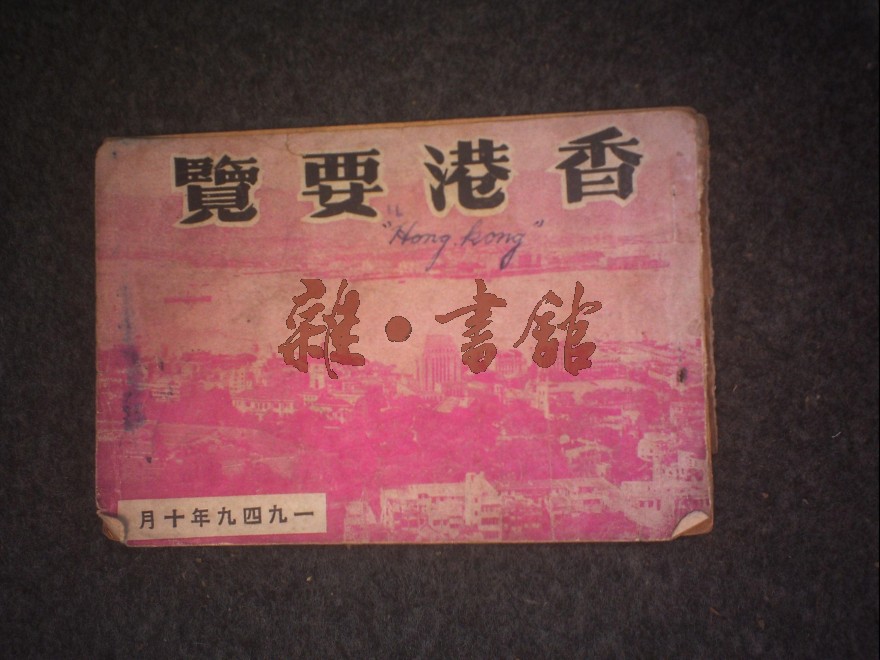 香港要覽
"Hong Kong"
雜·書館
一九四九年十月